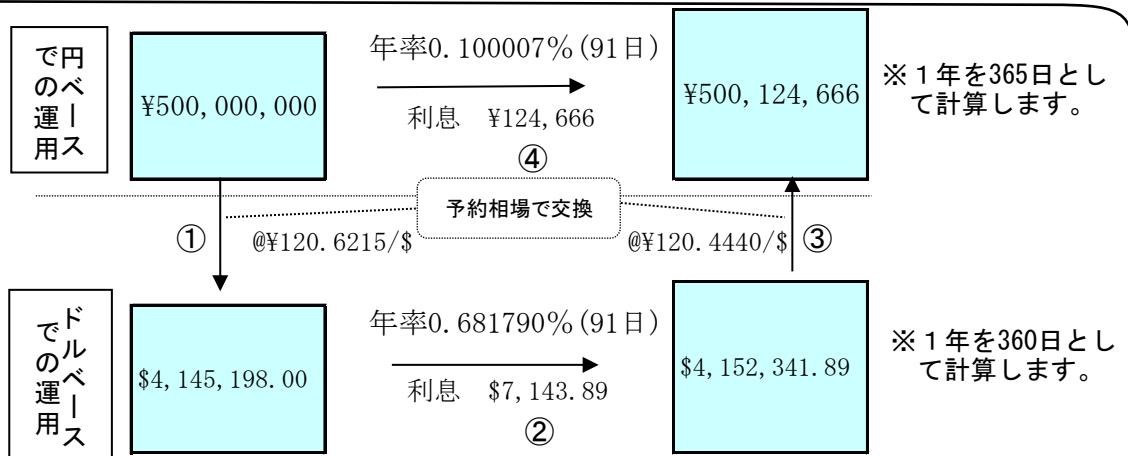 円ベース
での運用
¥500,000,000
年率0.100007%(91日)
利息 ¥124,666
④
¥500,124,666
※1年を365日とし
て計算します。
予約相場で交換
①
@¥120.6215/$
@¥120.4440/$
③
ドルベース
での運用
$4,145,198.00
年率0.681790%(91日)
利息 $7,143.89
②
$4,152,341.89
※1年を360日とし
て計算します。